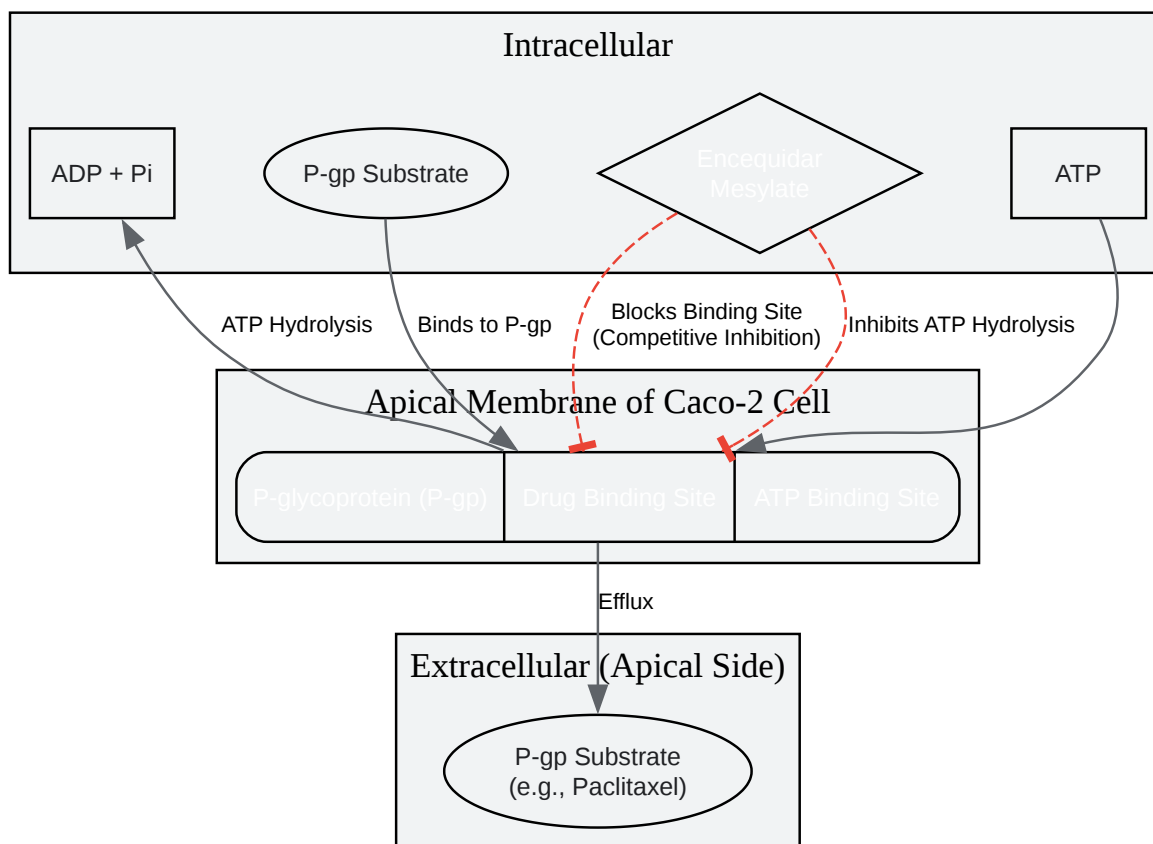 Intracellular
ADP + Pi
P-gp Substrate
Encequidar
Mesylate
ATP
ATP Hydrolysis
Binds to P-gp
Blocks Binding Site
(Competitive Inhibition)
Inhibits ATP Hydrolysis
Apical Membrane of Caco-2 Cell
P-glycoprotein (P-gp)
Drug Binding Site
ATP Binding Site
Efflux
Extracellular (Apical Side)
P-gp Substrate
(e.g., Paclitaxel)